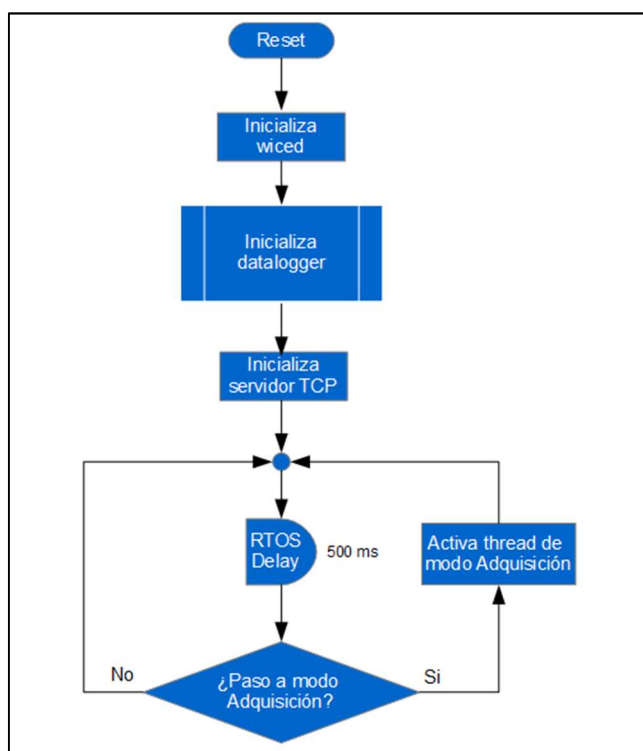 Reset
Inicializa
wiced
Inicializa
datalogger
Inicializa
servidor TCP
RTOS
Delay
500 ms
Activa thread de
modo Adquisición
No
¿Paso a modo
Adquisición?
Si